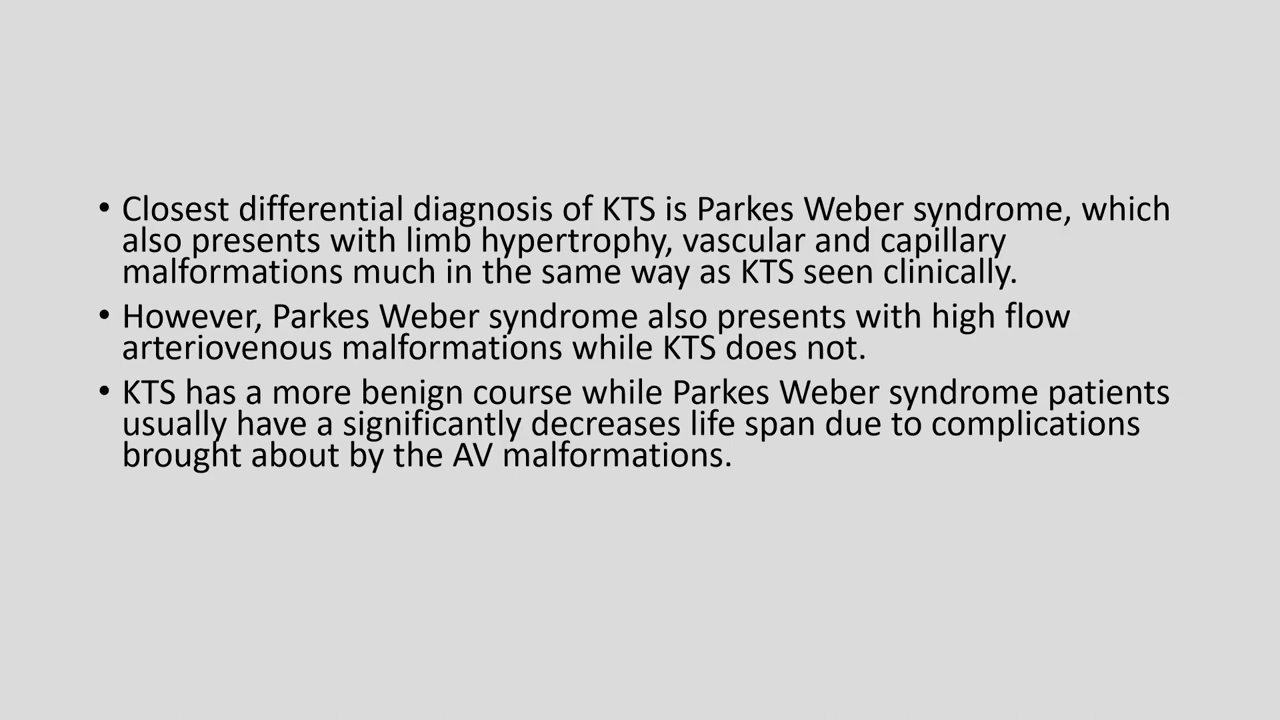 • Closest differential diagnosis of KTS is Parkes Weber syndrome, which
also presents with limb hypertrophy, vascular and capillary
malformations much in the same way as KTS seen clinically.
• However, Parkes Weber syndrome also presents with high flow
arteriovenous malformations while KTS does not.
• KTS has a more benign course while Parkes Weber syndrome patients
usually have a significantly decreases life span due to complications
brought about by the AV malformations.